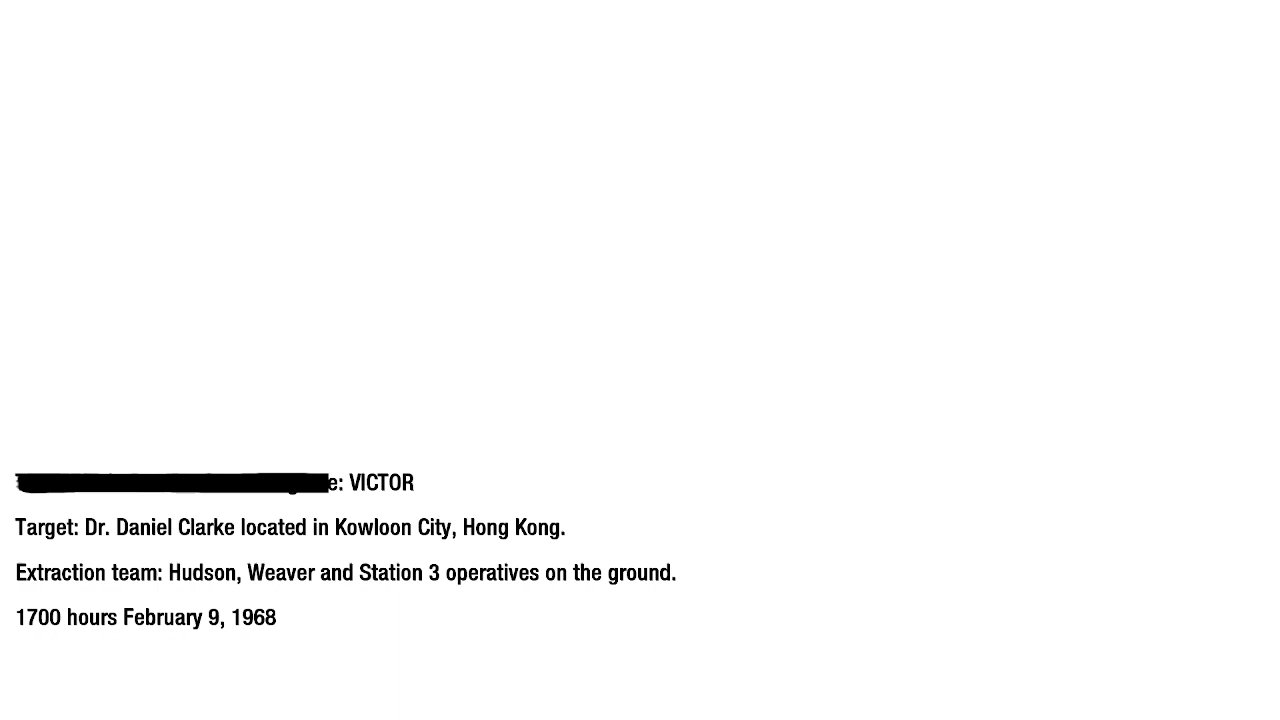 e: VICTOR
Target: Dr. Daniel Clarke located in Kowloon City, Hong Kong.
Extraction team: Hudson, Weaver and Station 3 operatives on the ground.
1700 hours February 9, 1968